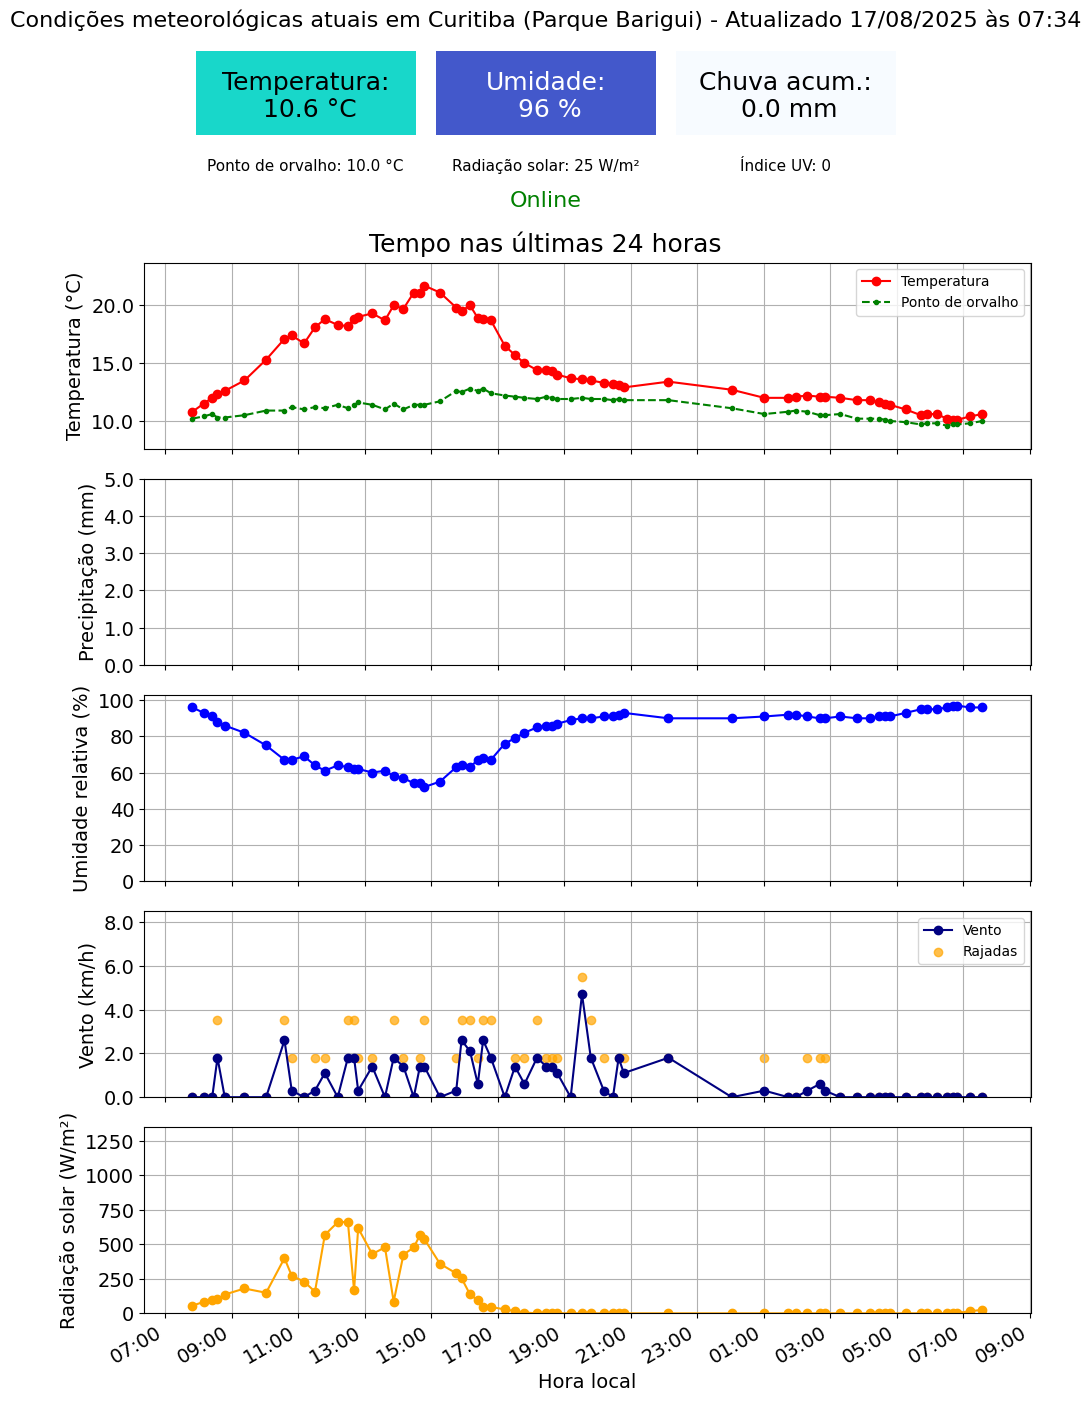 Condições meteorológicas atuais em Curitiba (Parque Barigui) - Atualizado 17/08/2025 às 07:34
Temperatura:
10.6 °C
Umidade:
96 %
Chuva acum.:
0.0 mm
Ponto de orvalho: 10.0 °C
Radiação solar: 25 W/m²
Índice UV: 0
Online
Tempo nas últimas 24 horas
Temperatura (°C)
20.0
15.0
10.0
Temperatura
Ponto de orvalho
Precipitação (mm)
5.0
4.0
3.0
2.0
1.0
0.0
Umidade relativa (%)
100
80
60
40
20
0
Vento (km/h)
8.0
6.0
4.0
2.0
0.0
Vento
Rajadas
Radiação solar (W/m²)
1250
1000
750
500
250
0
07:00
09:00
11:00
13:00
15:00
17:00
19:00
21:00
23:00
01:00
03:00
05:00
07:00
09:00
Hora local